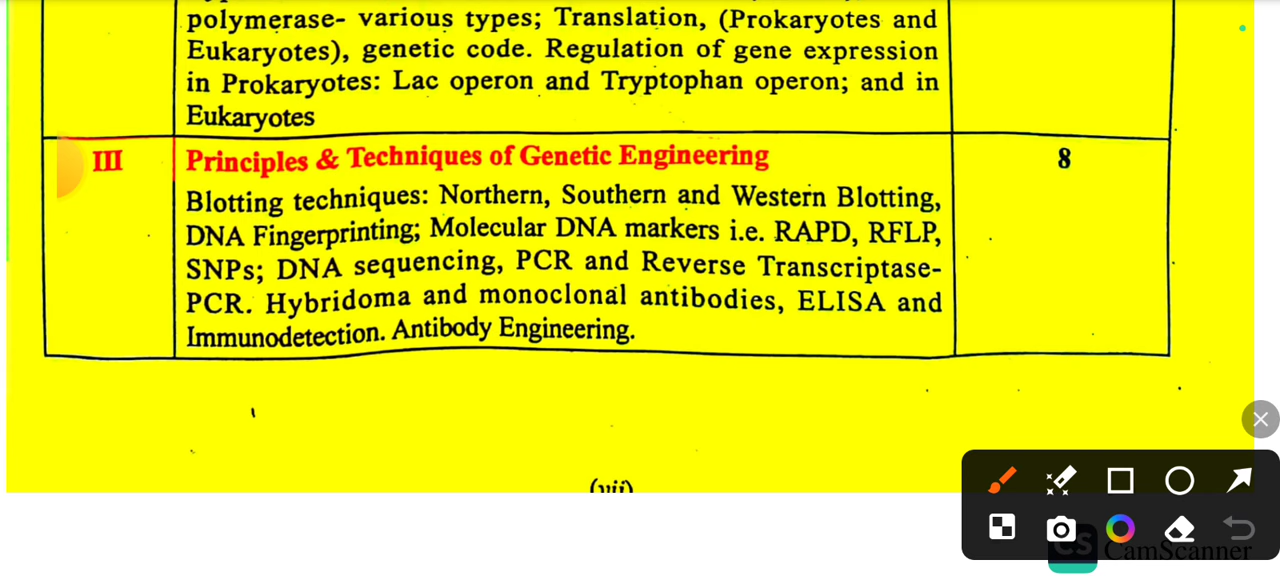 polymerase- various types; Translation, (Prokaryotes and
Eukaryotes), genetic code. Regulation of gene expression
in Prokaryotes: Lac operon and Tryptophan operon; and in
Eukaryotes
III
Principles & Techniques of Genetic Engineering
8
Blotting techniques: Northern, Southern and Western Blotting,
DNA Fingerprinting; Molecular DNA markers i.e. RAPD, RFLP,
SNPs; DNA sequencing, PCR and Reverse Transcriptase-
PCR. Hybridoma and monoclonal antibodies, ELISA and
Immunodetection. Antibody Engineering.
(vii)
CS CamScanner